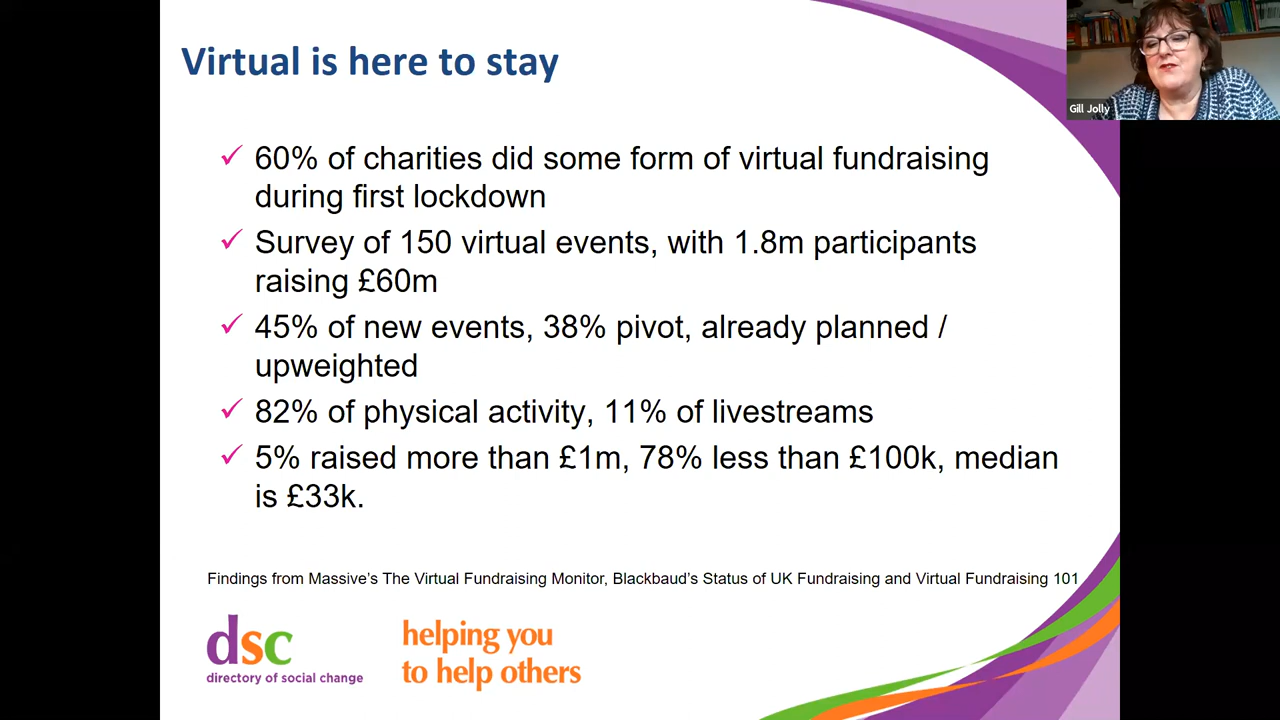 Virtual is here to stay
Gill Jolly
✓ 60% of charities did some form of virtual fundraising
during first lockdown
✓ Survey of 150 virtual events, with 1.8m participants
raising £60m
✓ 45% of new events, 38% pivot, already planned /
upweighted
✓ 82% of physical activity, 11% of livestreams
✓ 5% raised more than £1m, 78% less than £100k, median
is £33k.
Findings from Massive's The Virtual Fundraising Monitor, Blackbaud's Status of UK Fundraising and Virtual Fundraising 101
dsc
directory of social change
helping you
to help others